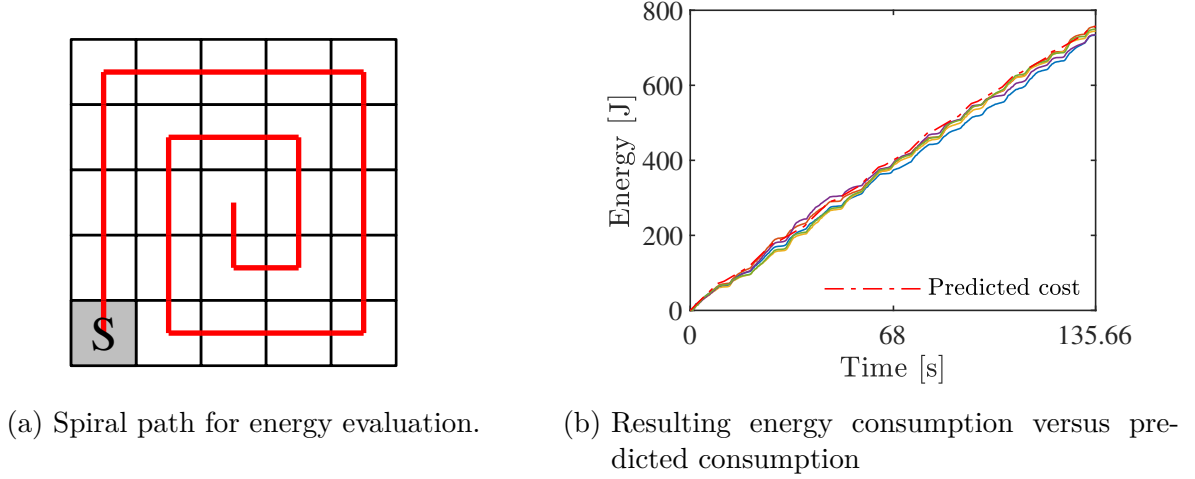 S
(a) Spiral path for energy evaluation.
800
600
400
200
0
Energy [J]
Predicted cost
0 68 135.66
Time [s]
(b) Resulting energy consumption versus pre-
dicted consumption